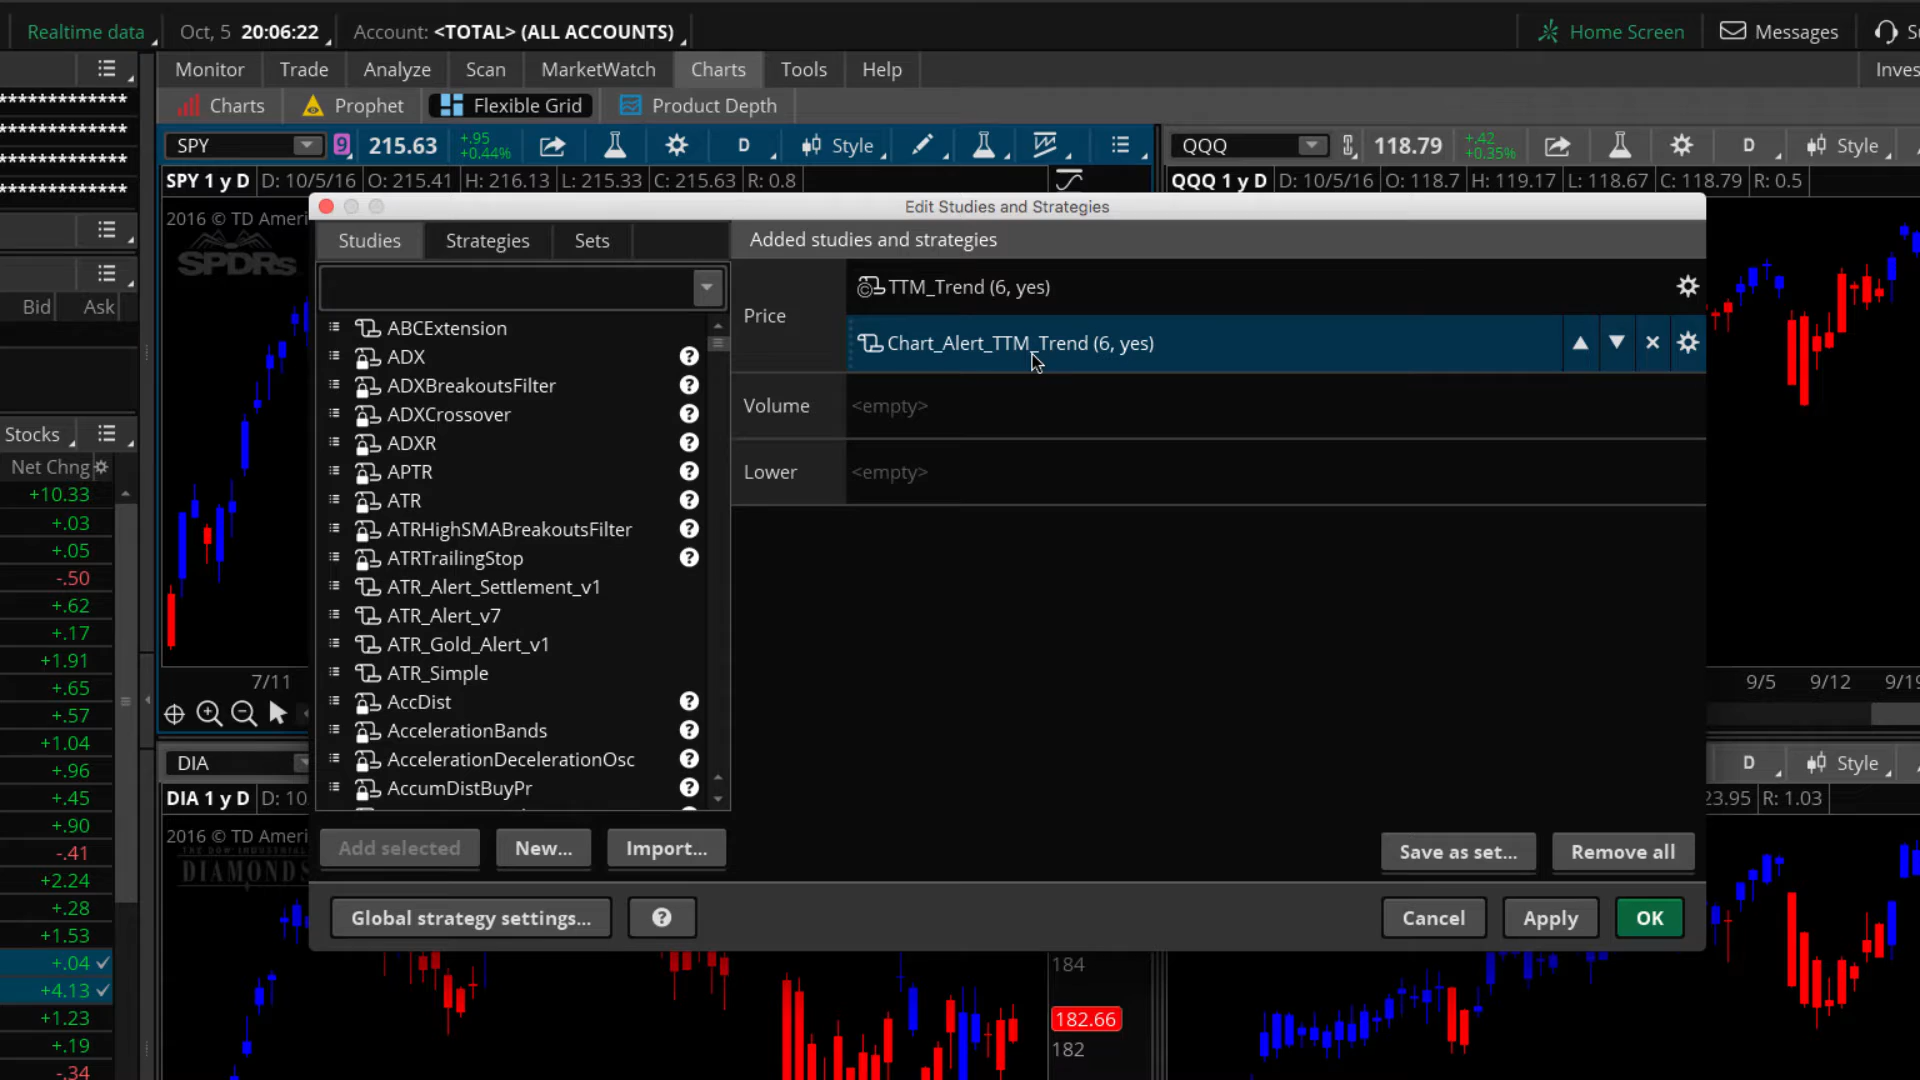 Realtime data
Oct, 5 20:06:22
Account: <TOTAL> (ALL ACCOUNTS)
Home Screen
Messages
Monitor Trade Analyze Scan MarketWatch Charts Tools Help
Charts Prophet Flexible Grid Product Depth
*************
*************
*************
*************
SPY 9 215.63 +.95 +0.44% D Style
QQQ 118.79 +.42 +0.35% D Style
SPY 1 y D D: 10/5/16 O: 215.41 H: 216.13 L: 215.33 C: 215.63 R: 0.8
QQQ 1 y D D: 10/5/16 O: 118.7 H: 119.17 L: 118.67 C: 118.79 R: 0.5
SPDRs
Edit Studies and Strategies
Studies Strategies Sets
Added studies and strategies
Price
TTM_Trend (6, yes)
Chart_Alert_TTM_Trend (6, yes)
Volume <empty>
Lower <empty>
ABCExtension
ADX ?
ADXBreakoutsFilter ?
ADXCrossover ?
ADXR ?
APTR ?
ATR ?
ATRHighSMABreakoutsFilter ?
ATRTrailingStop ?
ATR_Alert_Settlement_v1
ATR_Alert_v7
ATR_Gold_Alert_v1
ATR_Simple
AccDist ?
AccelerationBands ?
AccelerationDecelerationOsc ?
AccumDistBuyPr ?
Add selected New... Import...
Save as set... Remove all
Global strategy settings... ?
Cancel Apply OK
Bid Ask
Stocks
Net Chng
+10.33
+.03
+.05
-.50
+.62
+.17
+1.91
+.65
+.57
+1.04
+.96
+.45
+.90
-.41
+2.24
+.28
+1.53
+.04
+4.13
+1.23
+.19
-.34
7/11
9/5 9/12
DIA
D Style
DIA 1 y D
23.95 R: 1.03
184
182.66
182